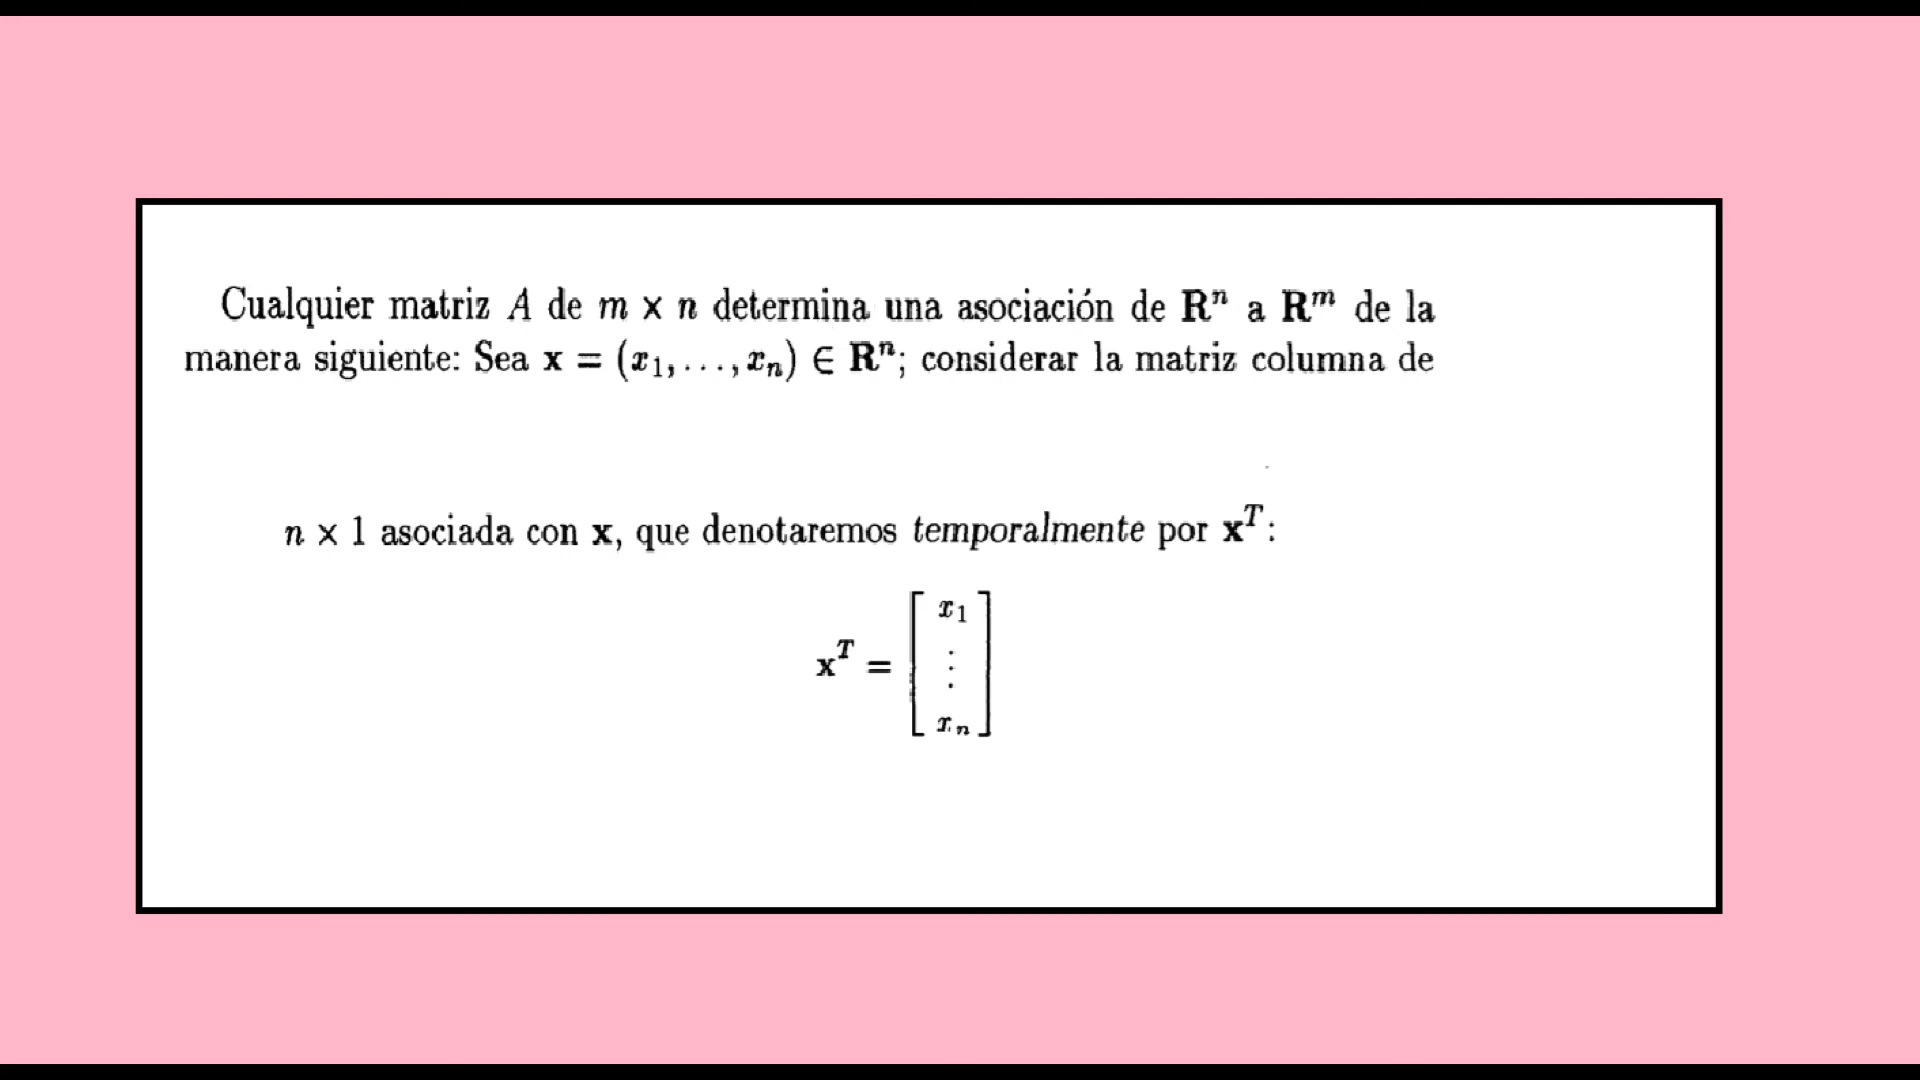 Cualquier matriz A de m × n determina una asociación de Rⁿ a Rᵐ de la
manera siguiente: Sea x = (x₁, . . . , xₙ) ∈ Rⁿ; considerar la matriz columna de
n × 1 asociada con x, que denotaremos temporalmente por xᵀ:
xᵀ = [ x₁ ⋮ xₙ ]